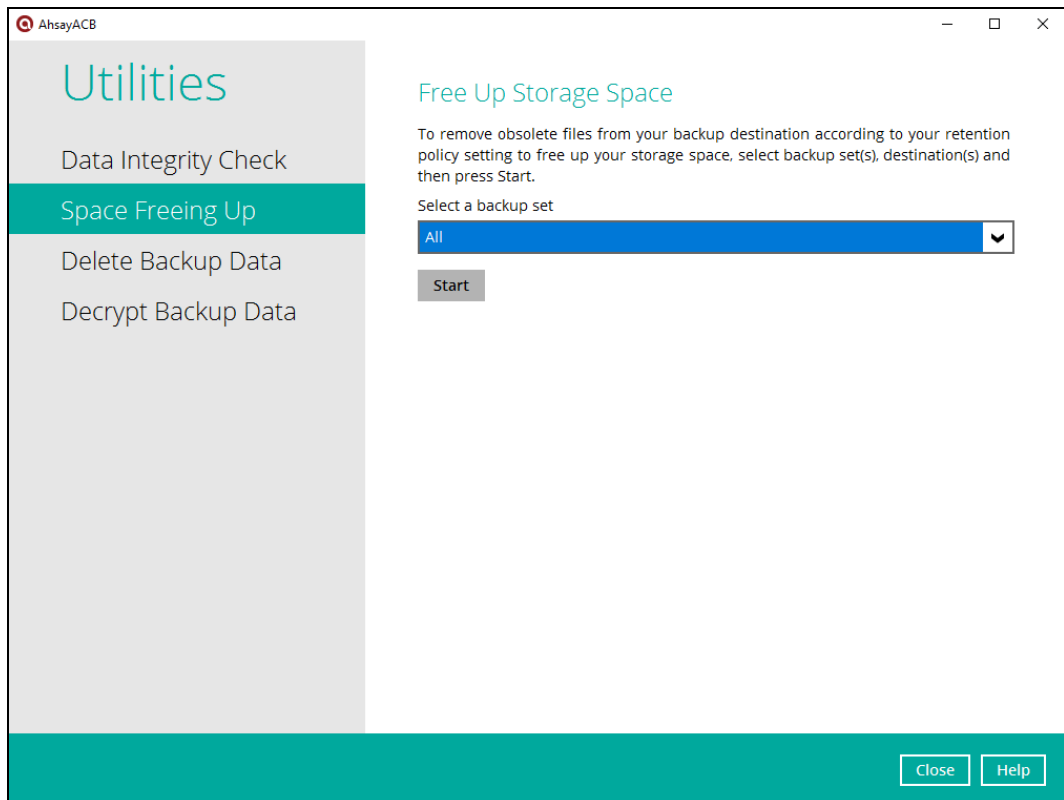 AhsayACB
Utilities
Data Integrity Check
Space Freeing Up
Delete Backup Data
Decrypt Backup Data
Free Up Storage Space
To remove obsolete files from your backup destination according to your retention
policy setting to free up your storage space, select backup set(s), destination(s) and
then press Start.
Select a backup set
All
Start
Close Help